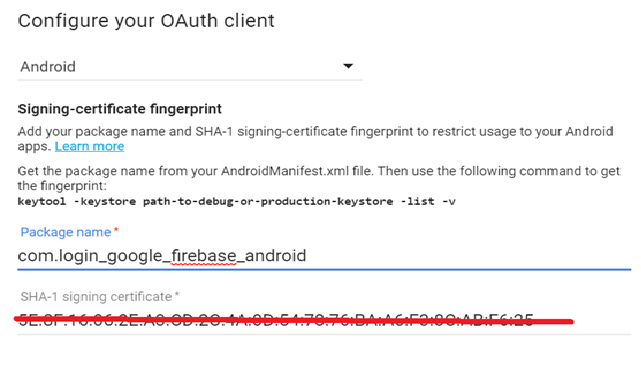 Configure your OAuth client
Android
Signing-certificate fingerprint
Add your package name and SHA-1 signing-certificate fingerprint to restrict usage to your Android
apps. Learn more
Get the package name from your AndroidManifest.xml file. Then use the following command to get
the fingerprint:
keytool -keystore path-to-debug-or-production-keystore -list -v
Package name *
com.login_google_firebase_android
SHA-1 signing certificate *